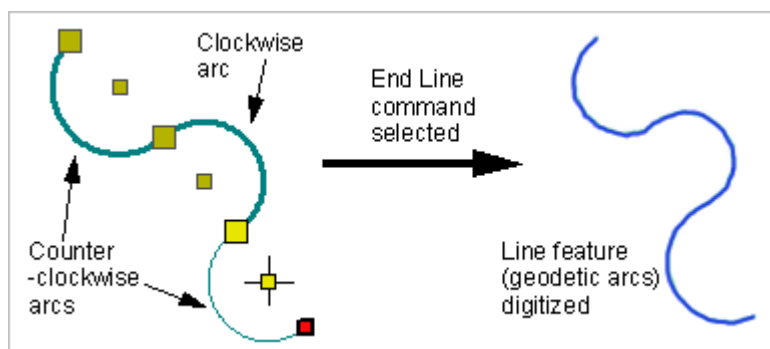 Clockwise
arc
End Line
command
selected
Counter
-clockwise
arcs
Line feature
(geodetic arcs)
digitized